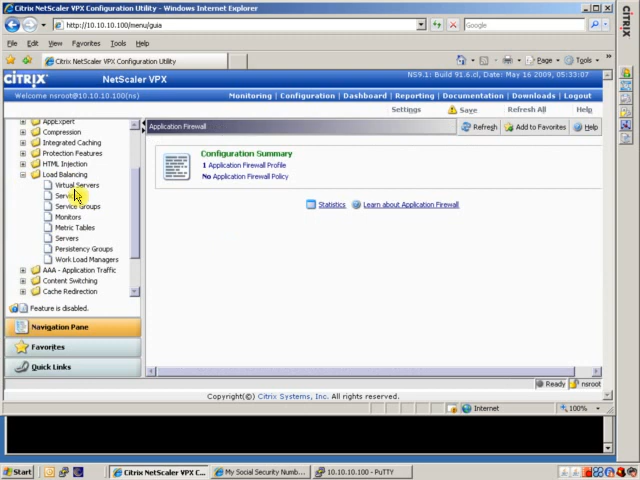 Citrix NetScaler VPX Configuration Utility - Windows Internet Explorer
CITRIX
http://10.10.10.100/menu/guia
Google
File Edit View Favorites Tools Help
Citrix NetScaler VPX Configuration Utility
Page Tools
CITRIX NetScaler VPX
NS9.1: Build 91.6.cl, Date: May 16 2009, 05:33:07
Welcome nsroot@10.10.10.100(ns)
Monitoring | Configuration | Dashboard | Reporting | Documentation | Downloads | Logout
Settings Save Refresh All Help
AppExpert
Compression
Integrated Caching
Protection Features
HTML Injection
Load Balancing
Virtual Servers
Service Groups
Monitors
Metric Tables
Servers
Persistency Groups
Work Load Managers
AAA - Application Traffic
Content Switching
Cache Redirection
Feature is disabled.
Navigation Pane
Favorites
Quick Links
Application Firewall
Refresh Add to Favorites Help
Configuration Summary
1 Application Firewall Profile
No Application Firewall Policy
Statistics Learn about Application Firewall
Ready nsroot
Copyright(©) Citrix Systems, Inc. All rights reserved.
Internet 100%
Start
Citrix NetScaler VPX C...
My Social Security Numb...
10.10.10.100 - PuTTY